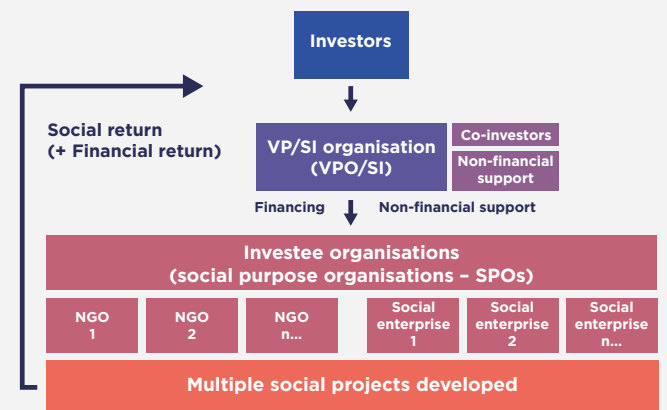 Investors
Social return
(+ Financial return)
VP/SI organisation
(VPO/SI)
Co-investors
Non-financial
support
Financing
Non-financial support
Investee organisations
(social purpose organisations – SPOs)
NGO
1
NGO
2
NGO
n...
Social
enterprise
1
Social
enterprise
2
Social
enterprise
n...
Multiple social projects developed